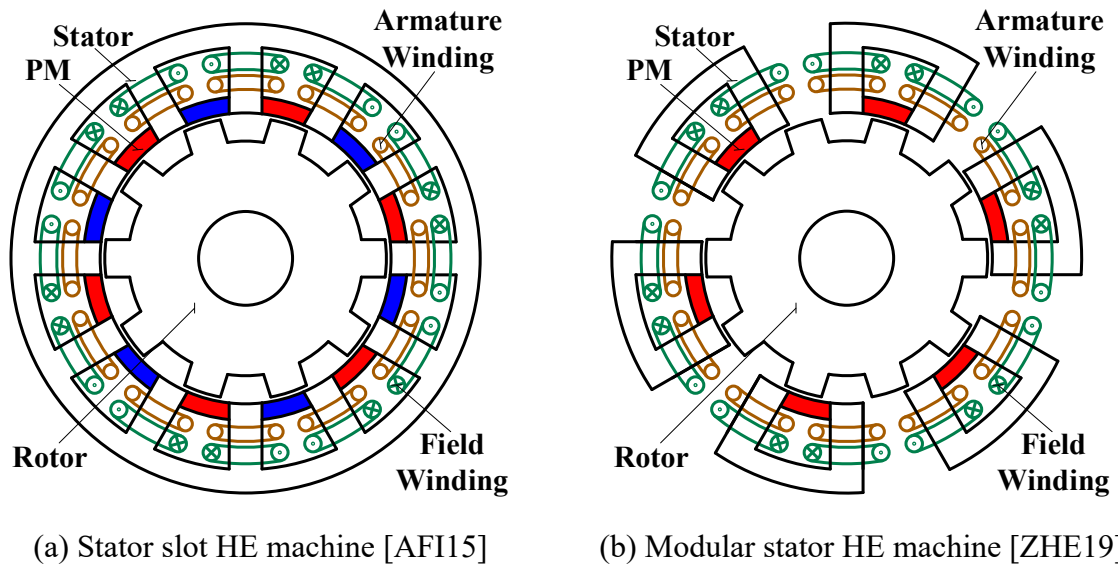 Stator
PM
Armature
Winding
Rotor
Field
Winding
(a) Stator slot HE machine [AFI15]
Stator
PM
Armature
Winding
Rotor
Field
Winding
(b) Modular stator HE machine [ZHE19]